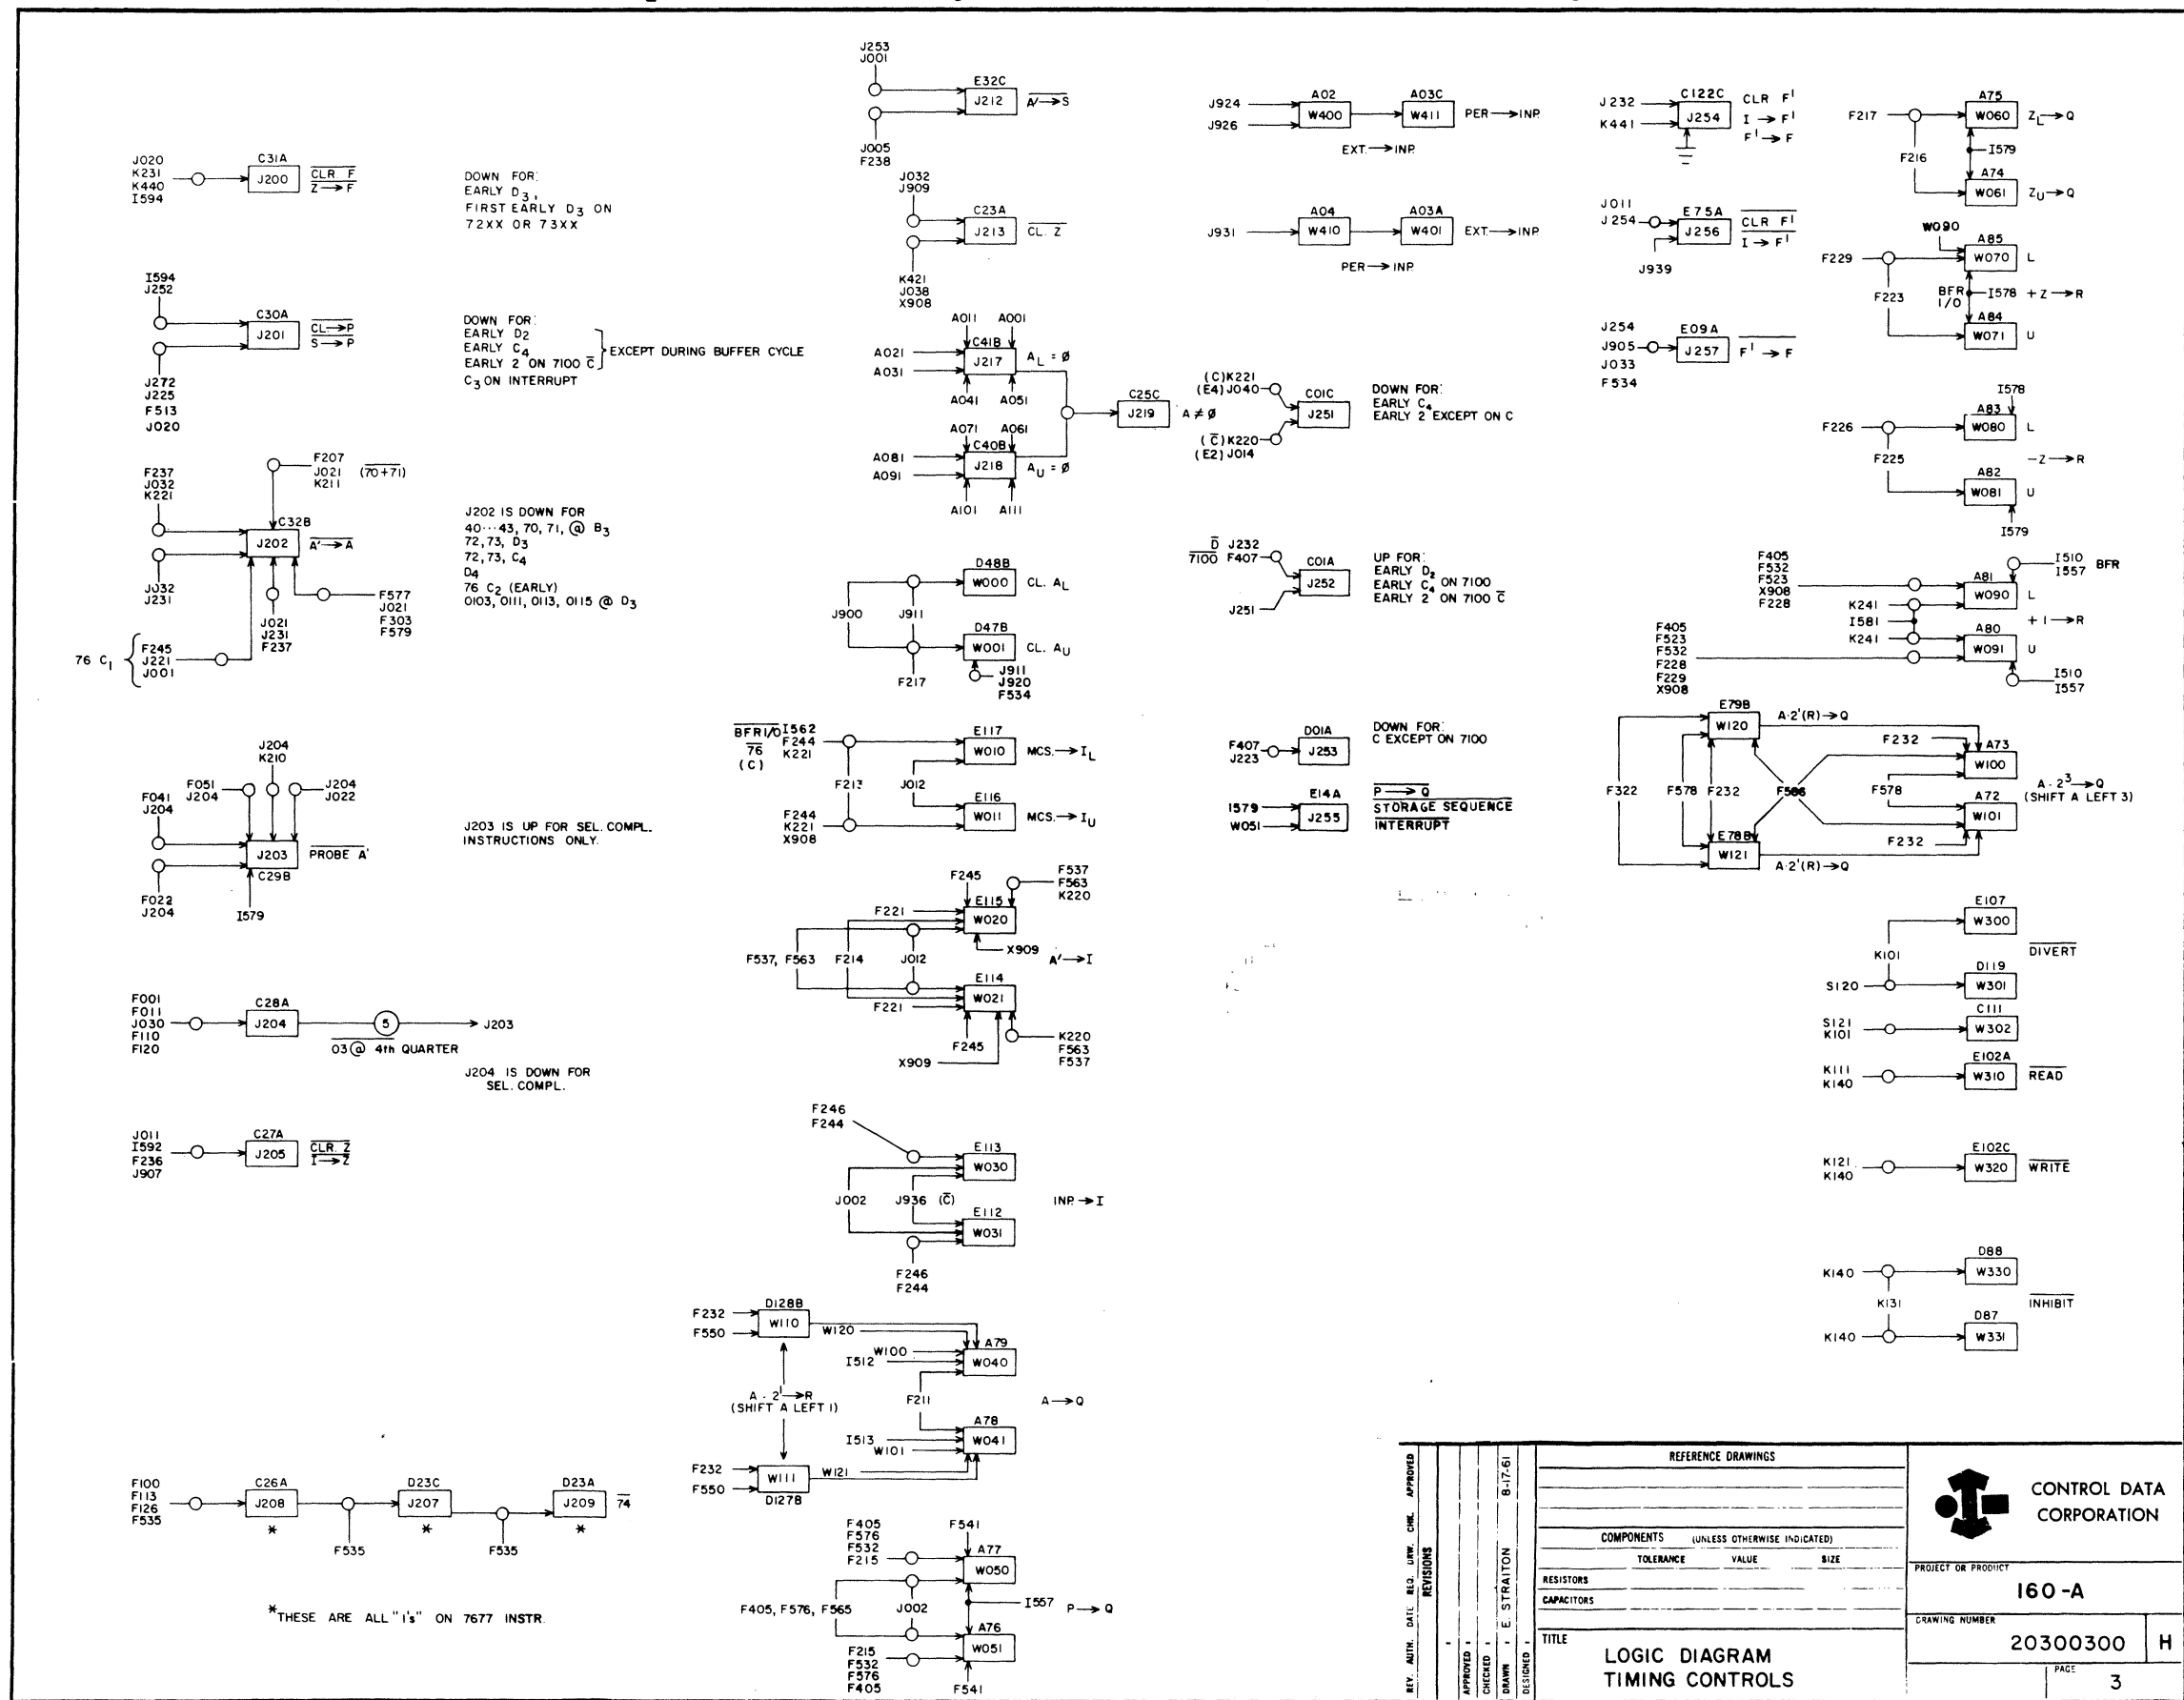 J020
K231
K440
I594
C31A
J200
CLR F
Z → F
DOWN FOR:
EARLY D3,
FIRST EARLY D3 ON
72XX OR 73XX
I594
J252
C30A
J201
CL → P
S → P
J272
J225
F513
J020
DOWN FOR:
EARLY D2
EARLY C4
EARLY 2 ON 7100 C
EXCEPT DURING BUFFER CYCLE
C3 ON INTERRUPT
F207
J021 (70+71)
K211
F237
J032
K221
C32B
J202
A' → A
J032
J231
J021
J231
F237
F577
J021
F303
F579
76 C1
F245
J221
J001
J202 IS DOWN FOR
40···43, 70, 71, @ B3
72, 73, D3
72, 73, C4
D4
76 C2 (EARLY)
0103, 0111, 0113, 0115 @ D3
J204
K210
F051
J204
J204
J022
F041
J204
J203
PROBE A'
C29B
F022
J204
I579
J203 IS UP FOR SEL. COMPL.
INSTRUCTIONS ONLY.
F001
F011
J030
F110
F120
C28A
J204
5
J203
03 @ 4th QUARTER
J204 IS DOWN FOR
SEL. COMPL.
J011
I592
F236
J907
C27A
J205
CLR. Z
I → Z
F100
F113
F126
F535
C26A
J208
*
F535
D23C
J207
*
F535
D23A
J209
*
74
*THESE ARE ALL "1's" ON 7677 INSTR.
J253
J001
E32C
J212
A' → S
J005
F238
J032
J909
C23A
J213
CL. Z
K421
J038
X908
A011 A001
A021
A031
C41B
J217
AL = Ø
A041 A051
C25C
J219
A ≠ Ø
A071 A061
A081
A091
C40B
J218
AU = Ø
A101 A111
D48B
W000
CL. AL
J900
J911
D47B
W001
CL. AU
F217
J911
J920
F534
BFRI/O I562
76 F244
(C) K221
E117
W010
MCS. → IL
F213
J012
F244
K221
X908
E116
W011
MCS. → IU
F245
F537
F563
K220
F221
E115
W020
X909
A' → I
F537, F563
F214
J012
E114
W021
F221
F245
X909
K220
F563
F537
F246
F244
E113
W030
J002
J936 (C)
INP. → I
E112
W031
F246
F244
F232
F550
D128B
W110
W120
W100
I512
A79
W040
A · 2' → R
(SHIFT A LEFT 1)
F211
A → Q
I513
W101
A78
W041
F232
F550
W111
D127B
W121
F405
F576
F532
F215
F541
A77
W050
F405, F576, F565
J002
I557
P → Q
F215
F532
F576
F405
A76
W051
F541
J924
J926
A02
W400
A03C
W411
PER → INP.
EXT. → INP.
J931
A04
W410
A03A
W401
EXT. → INP.
PER → INP.
(C) K221
(E4) J040
C01C
J251
(C) K220
(E2) J014
DOWN FOR:
EARLY C4
EARLY 2 EXCEPT ON C
D J232
7100 F407
C01A
J252
J251
UP FOR:
EARLY D2
EARLY C4 ON 7100
EARLY 2 ON 7100 C
F407
J223
D01A
J253
DOWN FOR:
C EXCEPT ON 7100
I579
W051
E14A
J255
P → Q
STORAGE SEQUENCE
INTERRUPT
J232
K441
C122C
J254
CLR F'
I → F'
F' → F
J011
J254
E75A
J256
J939
CLR F'
I → F'
J254
J905
J033
F534
E09A
J257
F' → F
F217
F216
A75
W060
ZL → Q
I579
A74
W061
ZU → Q
W090
F229
F223
A85
W070
L
BFR
I/O
I578 + Z → R
A84
W071
U
I578
F226
F225
A83
W080
L
− Z → R
A82
W081
U
I579
F405
F532
F523
X908
F228
K241
I581
K241
A81
W090
L
I510
I557 BFR
+ I → R
F405
F523
F532
F228
F229
X908
A80
W091
U
I510
I557
E79B
W120
A·2'(R) → Q
F232
A73
W100
F322
F578
F232
F578
A · 2³ → Q
(SHIFT A LEFT 3)
A72
W101
F232
E78B
W121
A·2'(R) → Q
E107
W300
K101
DIVERT
S120
D119
W301
S121
K101
C111
W302
K111
K140
E102A
W310
READ
K121
K140
E102C
W320
WRITE
K140
D88
W330
K131
INHIBIT
K140
D87
W331
REV. AUTH. DATE REQ. DRW. CHK. APPROVED
REVISIONS
APPROVED
CHECKED
DRAWN E. STRAITON 8-17-61
DESIGNED
REFERENCE DRAWINGS
COMPONENTS (UNLESS OTHERWISE INDICATED)
TOLERANCE VALUE SIZE
RESISTORS
CAPACITORS
TITLE
LOGIC DIAGRAM
TIMING CONTROLS
CONTROL DATA
CORPORATION
PROJECT OR PRODUCT
160-A
DRAWING NUMBER
20300300 H
PAGE
3